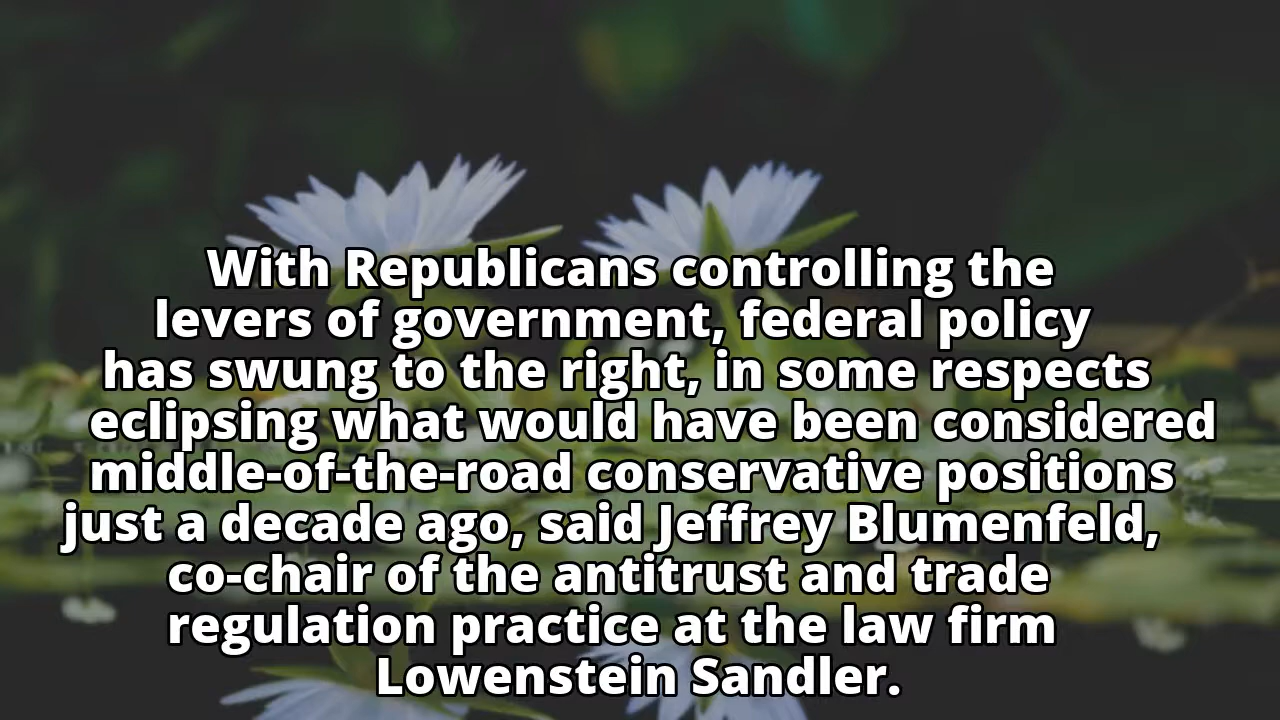 With Republicans controlling the
levers of government, federal policy
has swung to the right, in some respects
eclipsing what would have been considered
middle-of-the-road conservative positions
just a decade ago, said Jeffrey Blumenfeld,
co-chair of the antitrust and trade
regulation practice at the law firm
Lowenstein Sandler.